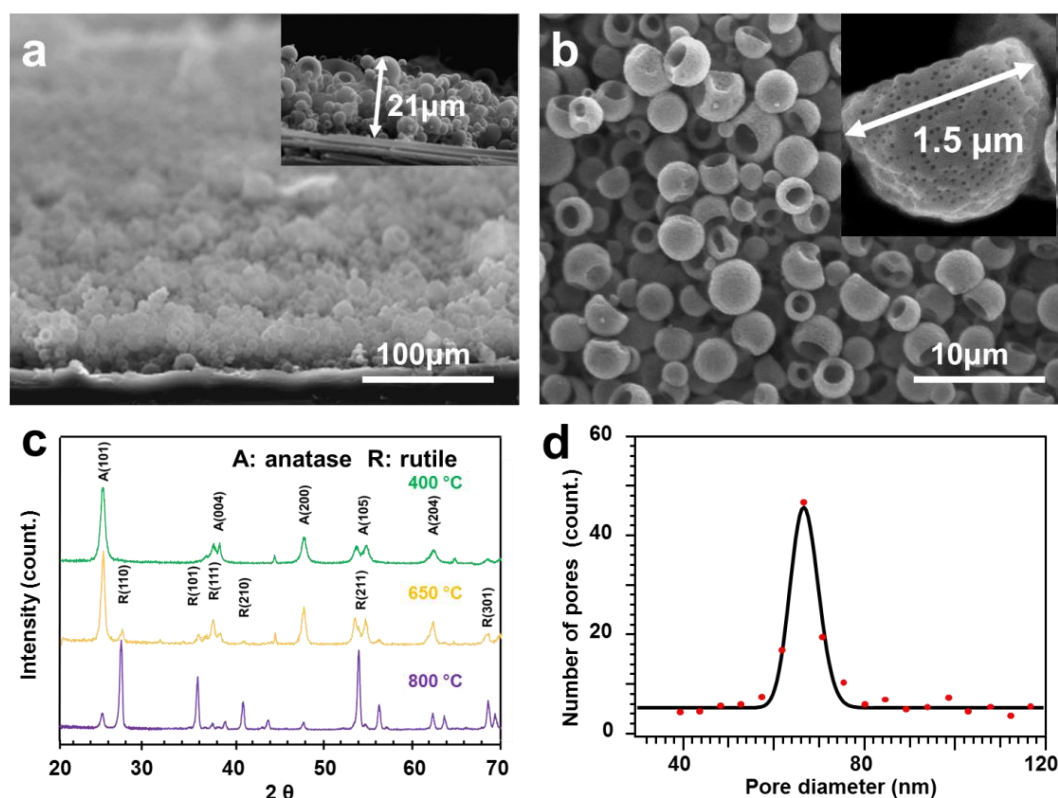 a
21μm
100μm
b
1.5 μm
10μm
c
A: anatase R: rutile
400 °C
A(101)
A(004)
A(200)
A(105)
A(204)
650 °C
R(110)
R(101)
R(111)
R(210)
R(211)
R(301)
800 °C
Intensity (count.)
20
30
40
50
60
70
2 θ
d
Number of pores (count.)
60
40
20
0
40
80
120
Pore diameter (nm)